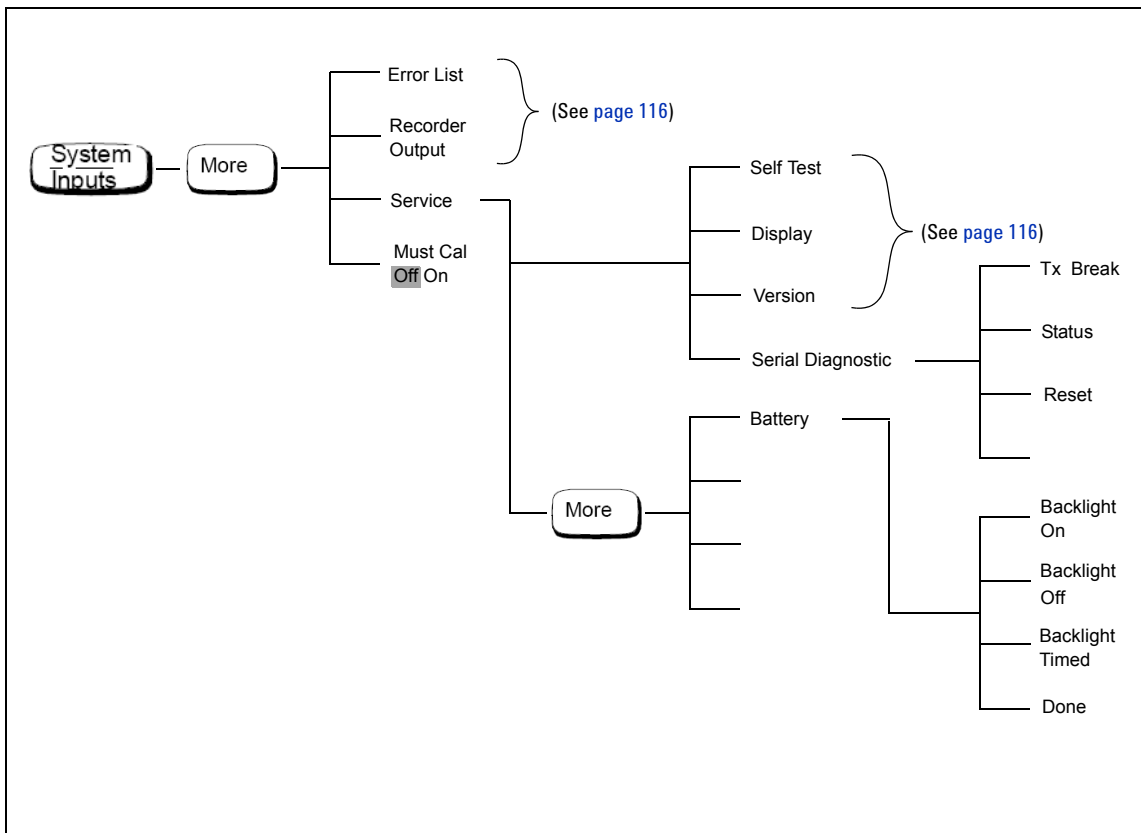 System
Inputs
More
Error List
Recorder
Output
(See page 116)
Service
Must Cal
Off On
Self Test
Display
Version
(See page 116)
Serial Diagnostic
Tx Break
Status
Reset
More
Battery
Backlight
On
Backlight
Off
Backlight
Timed
Done